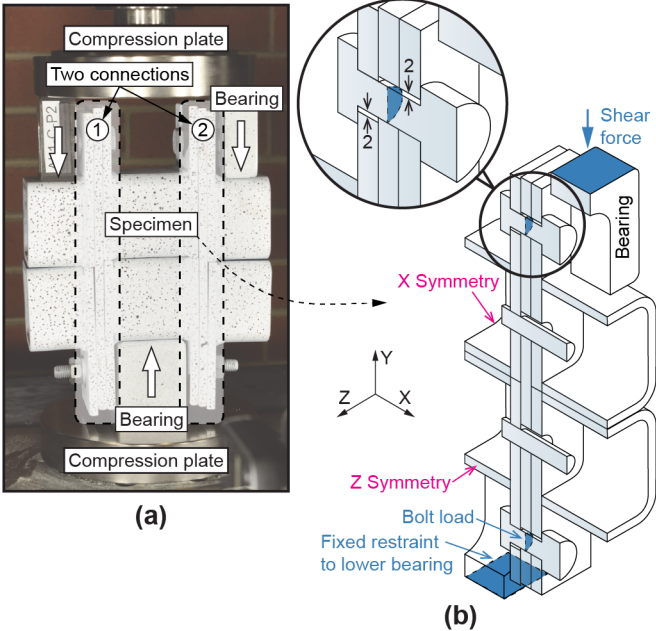 Compression plate
Two connections
Bearing
1
2
Specimen
Bearing
Compression plate
(a)
2
2
Shear
force
Bearing
X Symmetry
Y
Z
X
Z Symmetry
Bolt load
Fixed restraint
to lower bearing
(b)